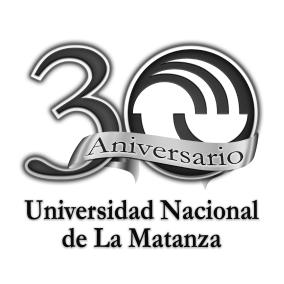 30
Aniversario
Universidad Nacional
de La Matanza